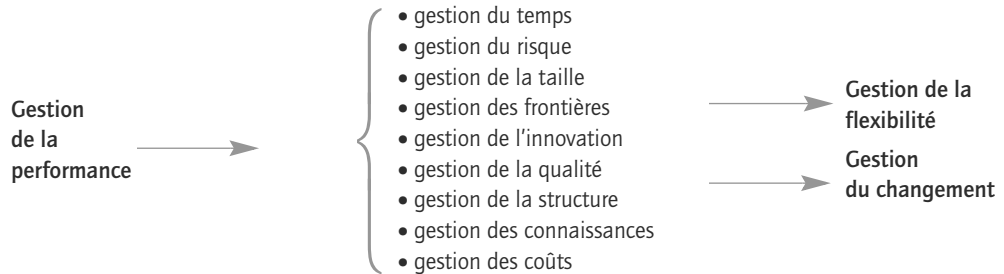 Gestion
de la
performance
• gestion du temps
• gestion du risque
• gestion de la taille
• gestion des frontières
• gestion de l'innovation
• gestion de la qualité
• gestion de la structure
• gestion des connaissances
• gestion des coûts
Gestion de la
flexibilité
Gestion
du changement